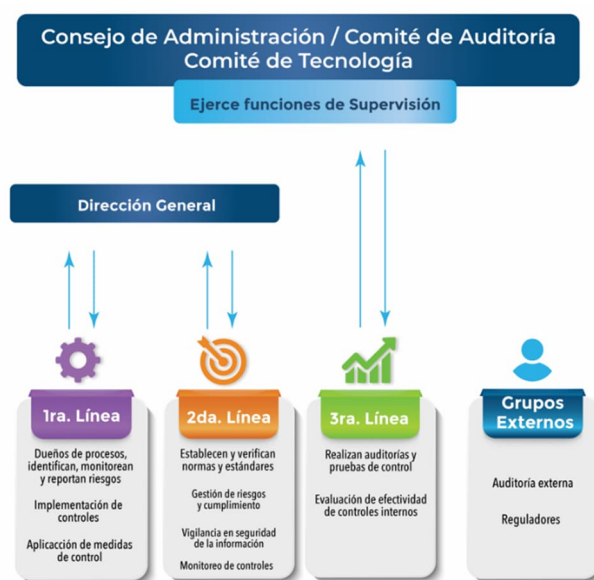 Consejo de Administración / Comité de Auditoría
Comité de Tecnología
Ejerce funciones de Supervisión
Dirección General
1ra. Línea
Dueños de procesos,
identifican, monitorean
y reportan riesgos
Implementación de
controles
Aplicacción de medidas
de control
2da. Línea
Establecen y verifican
normas y estándares
Gestión de riesgos
y cumplimiento
Vigilancia en seguridad
de la información
Monitoreo de controles
3ra. Línea
Realizan auditorías y
pruebas de control
Evaluación de efectividad
de controles internos
Grupos
Externos
Auditoría externa
Reguladores